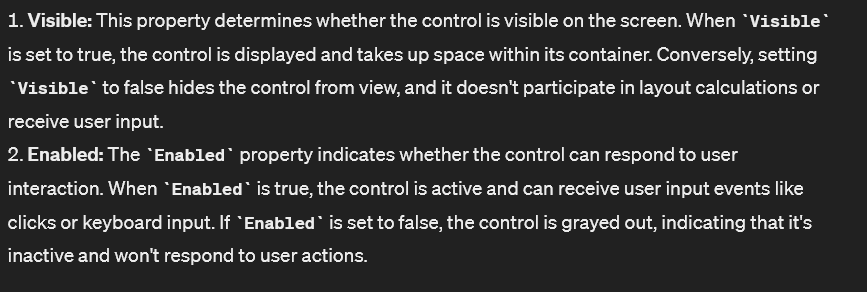 1. Visible: This property determines whether the control is visible on the screen. When `Visible`
is set to true, the control is displayed and takes up space within its container. Conversely, setting
`Visible` to false hides the control from view, and it doesn't participate in layout calculations or
receive user input.
2. Enabled: The `Enabled` property indicates whether the control can respond to user
interaction. When `Enabled` is true, the control is active and can receive user input events like
clicks or keyboard input. If `Enabled` is set to false, the control is grayed out, indicating that it's
inactive and won't respond to user actions.